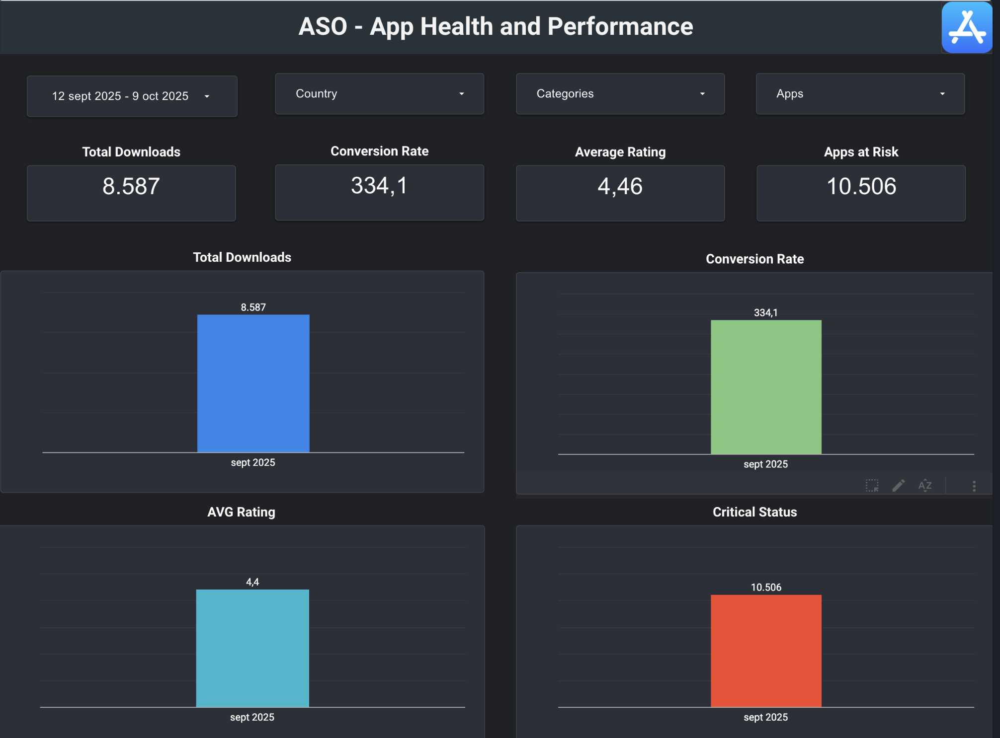 ASO - App Health and Performance
12 sept 2025 - 9 oct 2025
Country
Categories
Apps
Total Downloads
Conversion Rate
Average Rating
Apps at Risk
8.587
334,1
4,46
10.506
Total Downloads
Conversion Rate
8.587
334,1
sept 2025
sept 2025
AZ
AVG Rating
Critical Status
4,4
10.506
sept 2025
sept 2025